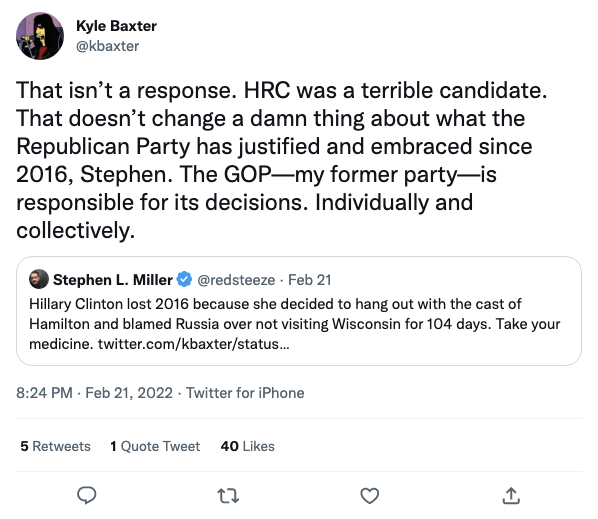 Kyle Baxter
@kbaxter
That isn’t a response. HRC was a terrible candidate.
That doesn’t change a damn thing about what the
Republican Party has justified and embraced since
2016, Stephen. The GOP—my former party—is
responsible for its decisions. Individually and
collectively.
Stephen L. Miller @redsteeze · Feb 21
Hillary Clinton lost 2016 because she decided to hang out with the cast of
Hamilton and blamed Russia over not visiting Wisconsin for 104 days. Take your
medicine. twitter.com/kbaxter/status…
8:24 PM · Feb 21, 2022 · Twitter for iPhone
5 Retweets 1 Quote Tweet 40 Likes